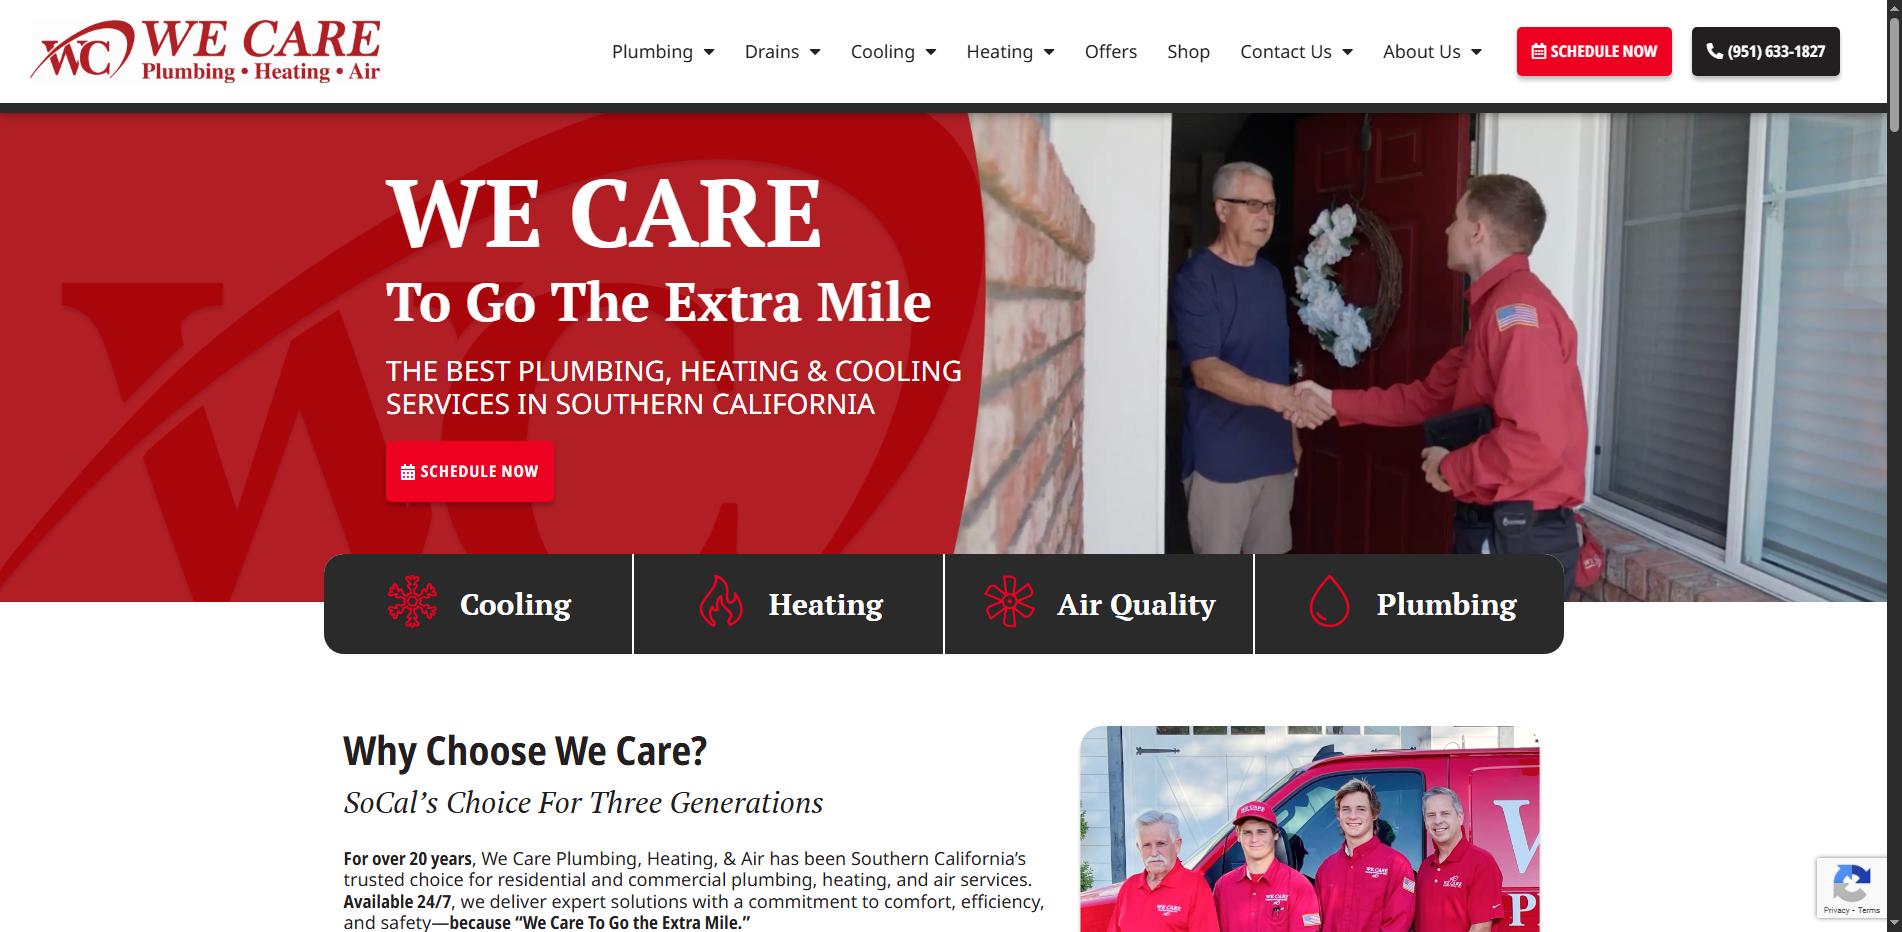 WC WE CARE
Plumbing • Heating • Air
Plumbing
Drains
Cooling
Heating
Offers
Shop
Contact Us
About Us
SCHEDULE NOW
(951) 633-1827
WE CARE
To Go The Extra Mile
THE BEST PLUMBING, HEATING & COOLING
SERVICES IN SOUTHERN CALIFORNIA
SCHEDULE NOW
Cooling
Heating
Air Quality
Plumbing
Why Choose We Care?
SoCal’s Choice For Three Generations
For over 20 years, We Care Plumbing, Heating, & Air has been Southern California’s
trusted choice for residential and commercial plumbing, heating, and air services.
Available 24/7, we deliver expert solutions with a commitment to comfort, efficiency,
and safety—because “We Care To Go the Extra Mile.”
Privacy - Terms